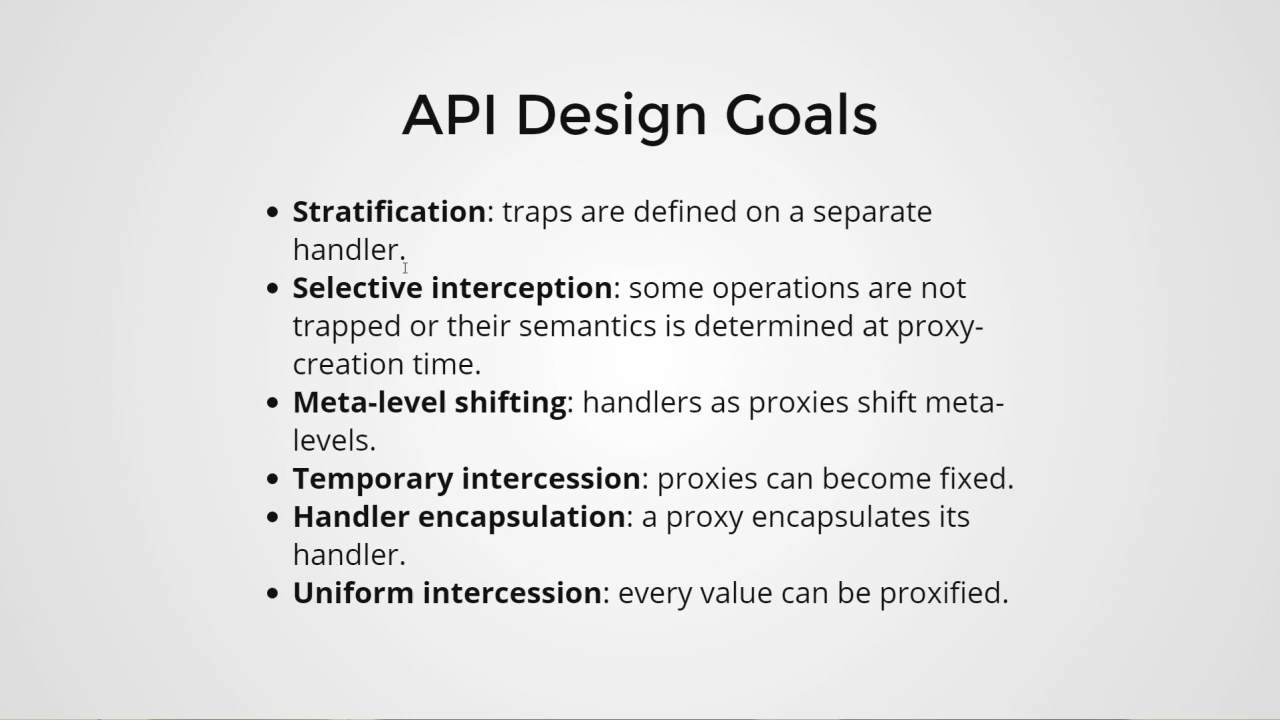 API Design Goals
• Stratification: traps are defined on a separate
handler.
• Selective interception: some operations are not
trapped or their semantics is determined at proxy-
creation time.
• Meta-level shifting: handlers as proxies shift meta-
levels.
• Temporary intercession: proxies can become fixed.
• Handler encapsulation: a proxy encapsulates its
handler.
• Uniform intercession: every value can be proxified.